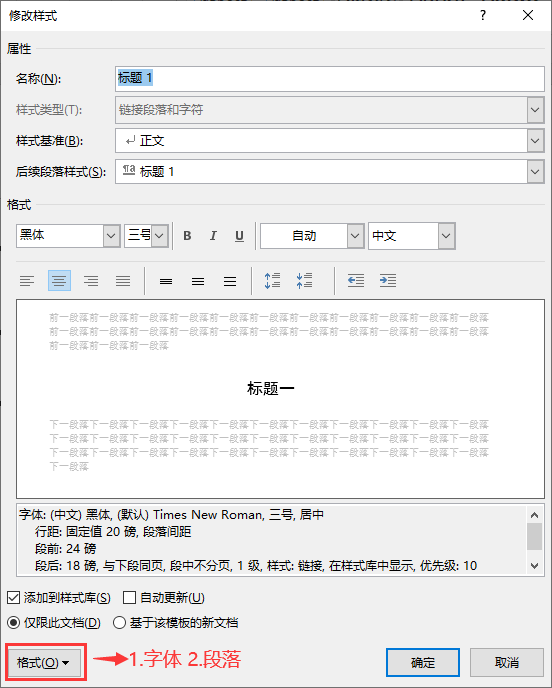 修改样式 ? ×
属性
名称(N): 标题 1
样式类型(T): 链接段落和字符
样式基准(B): 正文
后续段落样式(S): 标题 1
格式
黑体 三号 B I U 自动 中文
前一段落前一段落前一段落前一段落前一段落前一段落前一段落前一段落前一段落前一段落前一段落
前一段落前一段落前一段落前一段落前一段落前一段落前一段落前一段落前一段落前一段落前一段落
前一段落前一段落前一段落
标题一
下一段落下一段落下一段落下一段落下一段落下一段落下一段落下一段落下一段落下一段落下一段落
下一段落下一段落下一段落下一段落下一段落下一段落下一段落下一段落下一段落下一段落下一段落
下一段落下一段落下一段落下一段落下一段落下一段落下一段落下一段落下一段落下一段落下一段落
下一段落
字体: (中文) 黑体, (默认) Times New Roman, 三号, 居中
行距: 固定值 20 磅, 段落间距
段前: 24 磅
段后: 18 磅, 与下段同页, 段中不分页, 1 级, 样式: 链接, 在样式库中显示, 优先级: 10
添加到样式库(S) 自动更新(U)
仅限此文档(D) 基于该模板的新文档
格式(O) 1.字体 2.段落 确定 取消